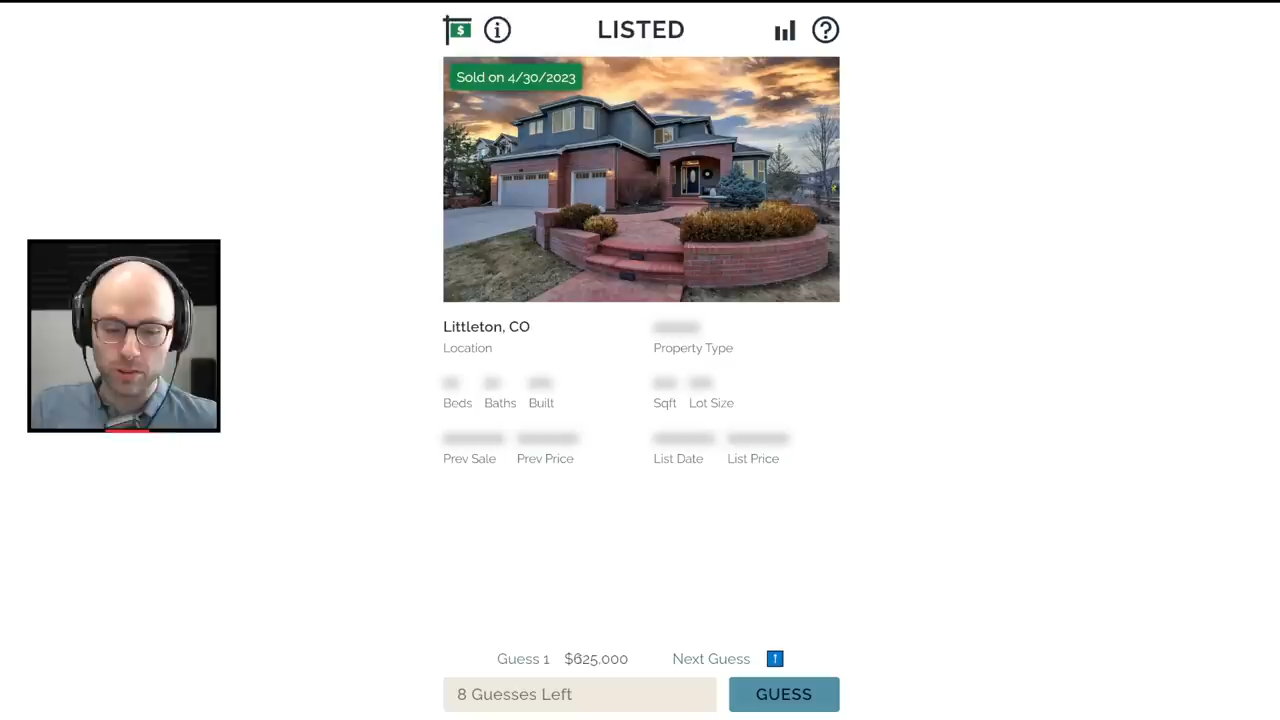 LISTED
Sold on 4/30/2023
Littleton, CO
Location
Property Type
Beds Baths Built
Sqft Lot Size
Prev Sale Prev Price
List Date List Price
Guess 1 $625,000 Next Guess
8 Guesses Left
GUESS